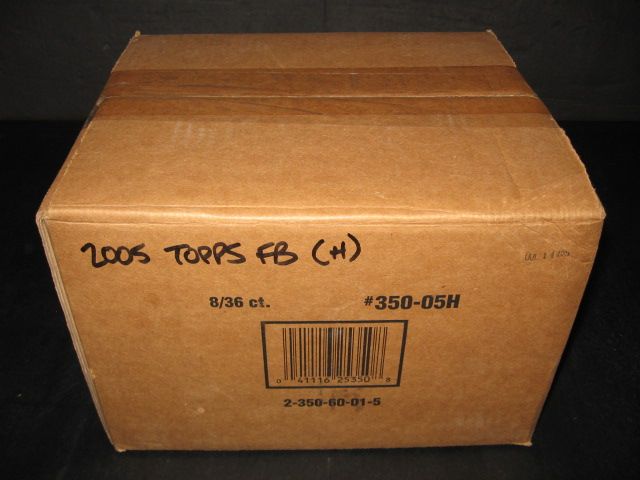 2005 TOPPS FB (H)
8/36 ct. #350-05H
0 41116 25350 8
2-350-60-01-5